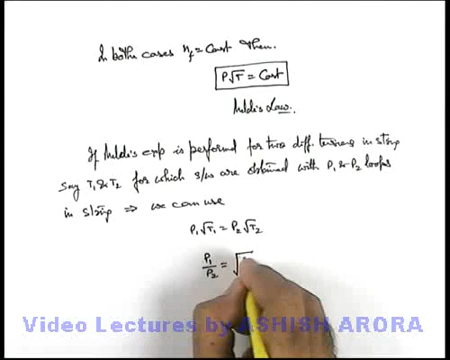 In both cases n_f = Const then.
P√T = Const
Melde's Law.
If Melde's exp is performed for two diff. tensions in string
say T₁ & T₂ for which s/w are obtained with P₁ & P₂ loops
in string ⇒ we can use
P₁√T₁ = P₂√T₂
P₁/P₂ = √
Video Lectures by ASHISH ARORA